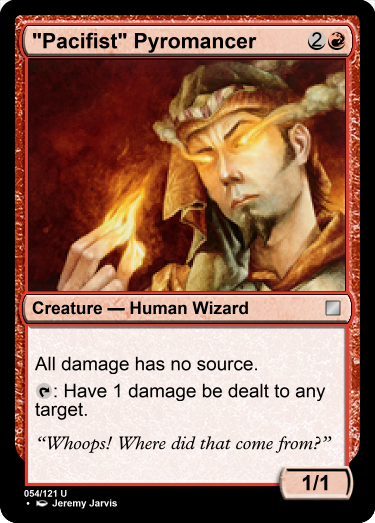 "Pacifist" Pyromancer 2
Creature — Human Wizard
All damage has no source.
: Have 1 damage be dealt to any
target.
“Whoops! Where did that come from?”
1/1
054/121 U
• Jeremy Jarvis